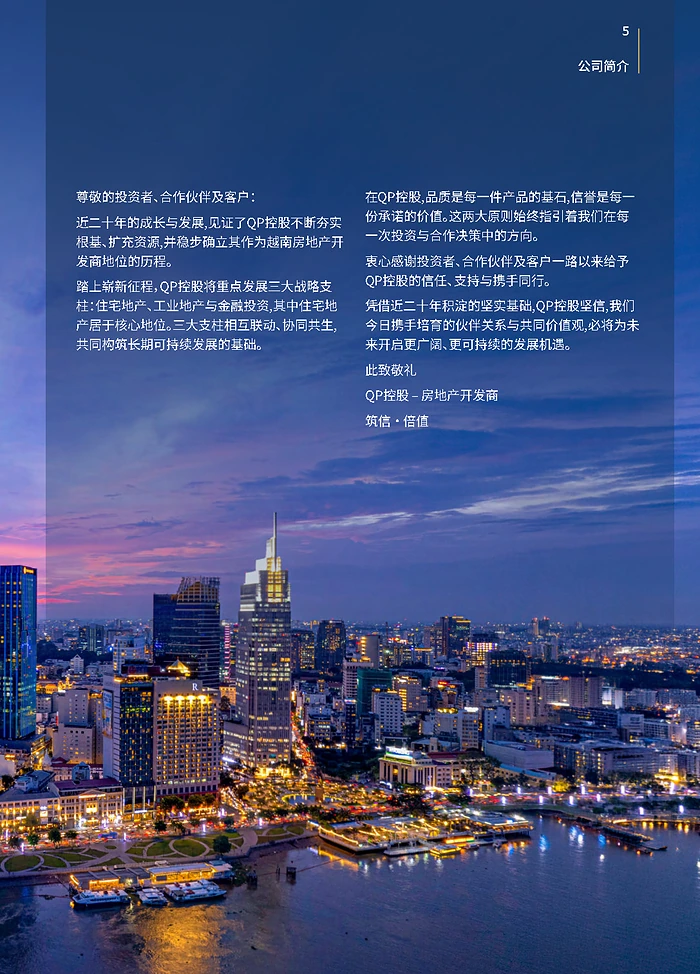 5
公司简介
尊敬的投资者、合作伙伴及客户：
近二十年的成长与发展,见证了QP控股不断夯实
根基、扩充资源,并稳步确立其作为越南房地产开
发商地位的历程。
踏上崭新征程，QP控股将重点发展三大战略支
柱：住宅地产、工业地产与金融投资,其中住宅地
产居于核心地位。三大支柱相互联动、协同共生,
共同构筑长期可持续发展的基础。
在QP控股,品质是每一件产品的基石,信誉是每一
份承诺的价值。这两大原则始终指引着我们在每
一次投资与合作决策中的方向。
衷心感谢投资者、合作伙伴及客户一路以来给予
QP控股的信任、支持与携手同行。
凭借近二十年积淀的坚实基础,QP控股坚信,我们
今日携手培育的伙伴关系与共同价值观,必将为未
来开启更广阔、更可持续的发展机遇。
此致敬礼
QP控股 – 房地产开发商
筑信・倍值
R